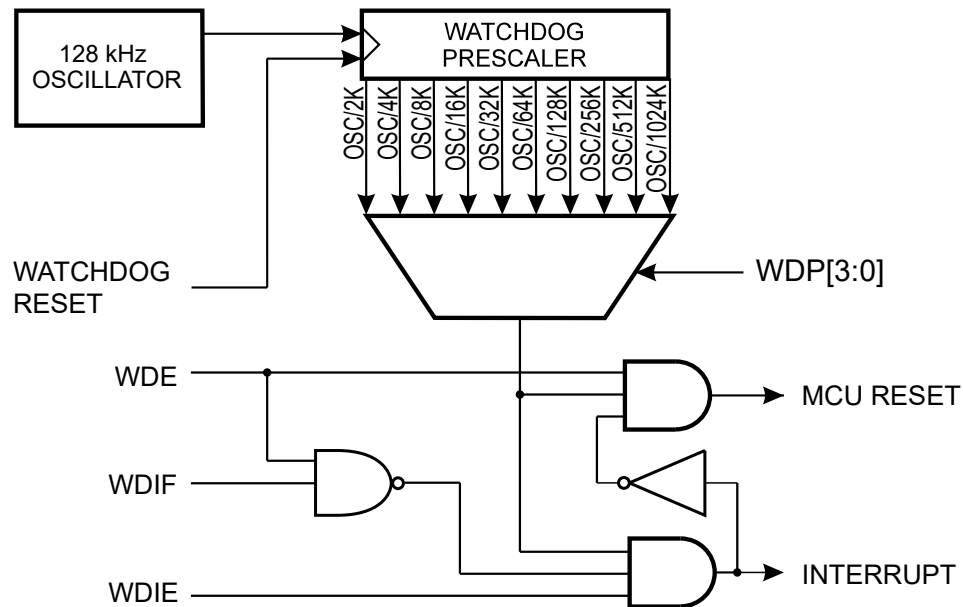 128 kHz
OSCILLATOR
WATCHDOG
PRESCALER
OSC/2K
OSC/4K
OSC/8K
OSC/16K
OSC/32K
OSC/64K
OSC/128K
OSC/256K
OSC/512K
OSC/1024K
WATCHDOG
RESET
WDP[3:0]
WDE
MCU RESET
WDIF
WDIE
INTERRUPT